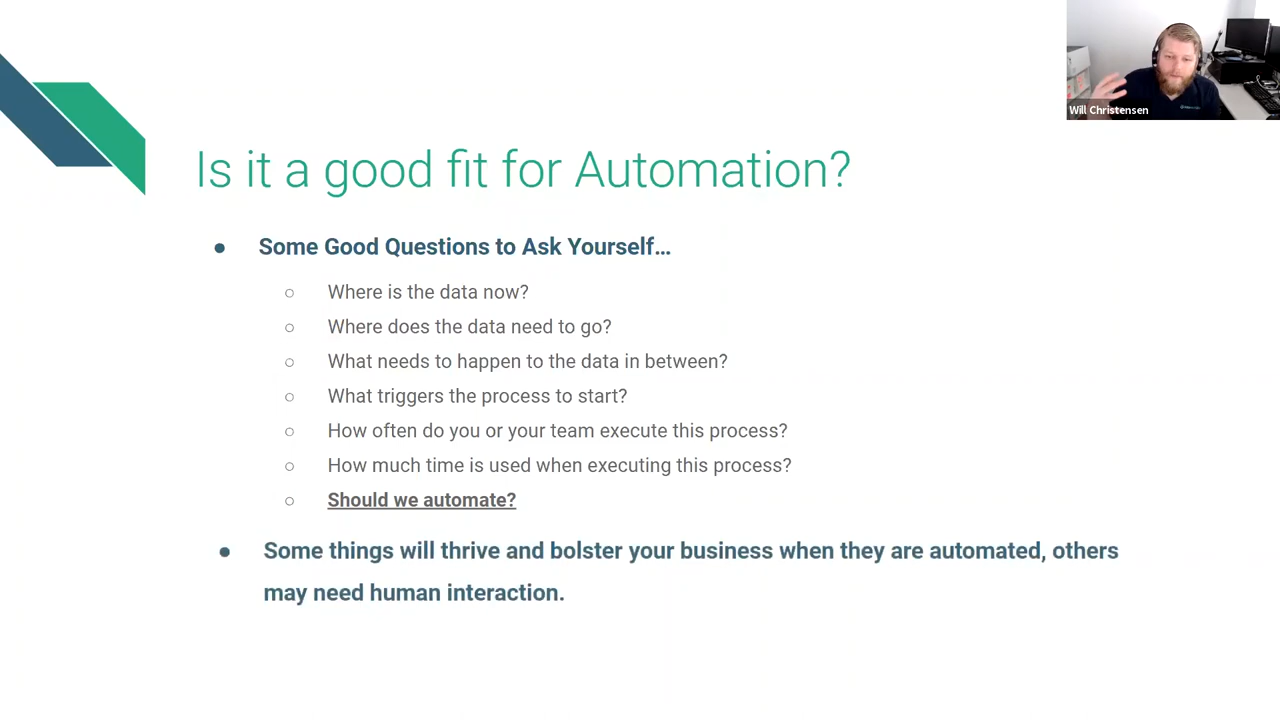 Will Christensen
Is it a good fit for Automation?
● Some Good Questions to Ask Yourself...
○ Where is the data now?
○ Where does the data need to go?
○ What needs to happen to the data in between?
○ What triggers the process to start?
○ How often do you or your team execute this process?
○ How much time is used when executing this process?
○ Should we automate?
● Some things will thrive and bolster your business when they are automated, others
may need human interaction.